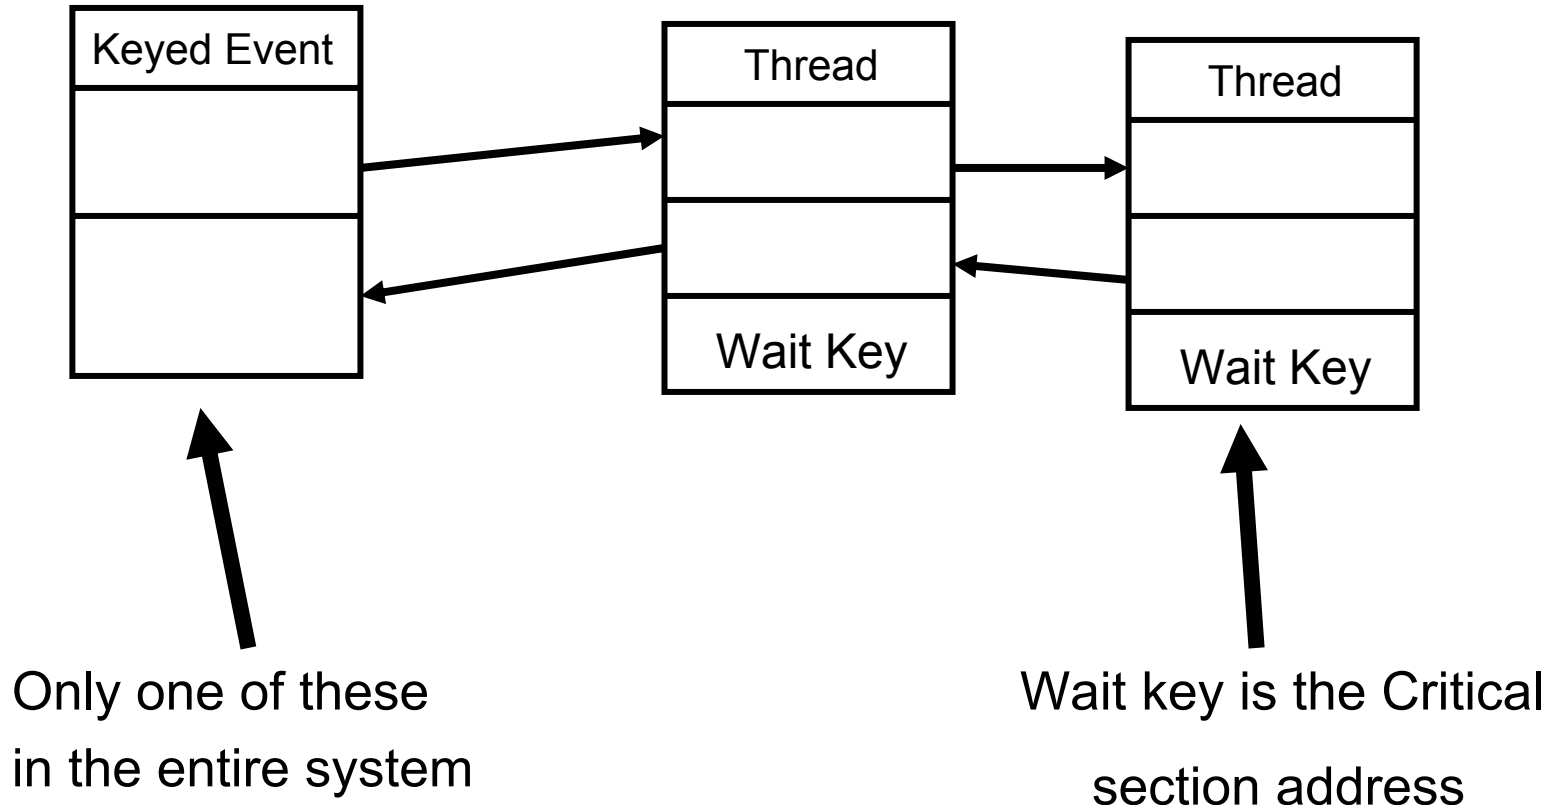 Keyed Event
Thread
Thread
Wait Key
Wait Key
Only one of these
in the entire system
Wait key is the Critical
section address